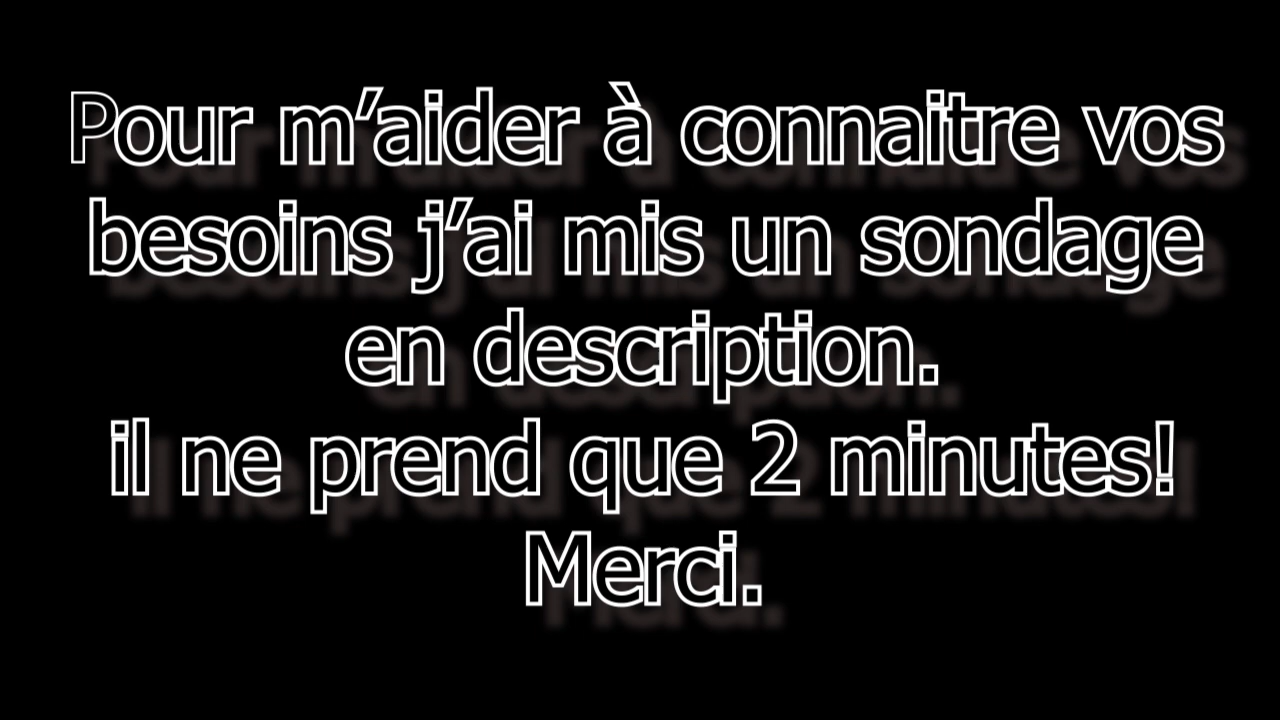 Pour m’aider à connaitre vos
besoins j’ai mis un sondage
en description.
il ne prend que 2 minutes!
Merci.